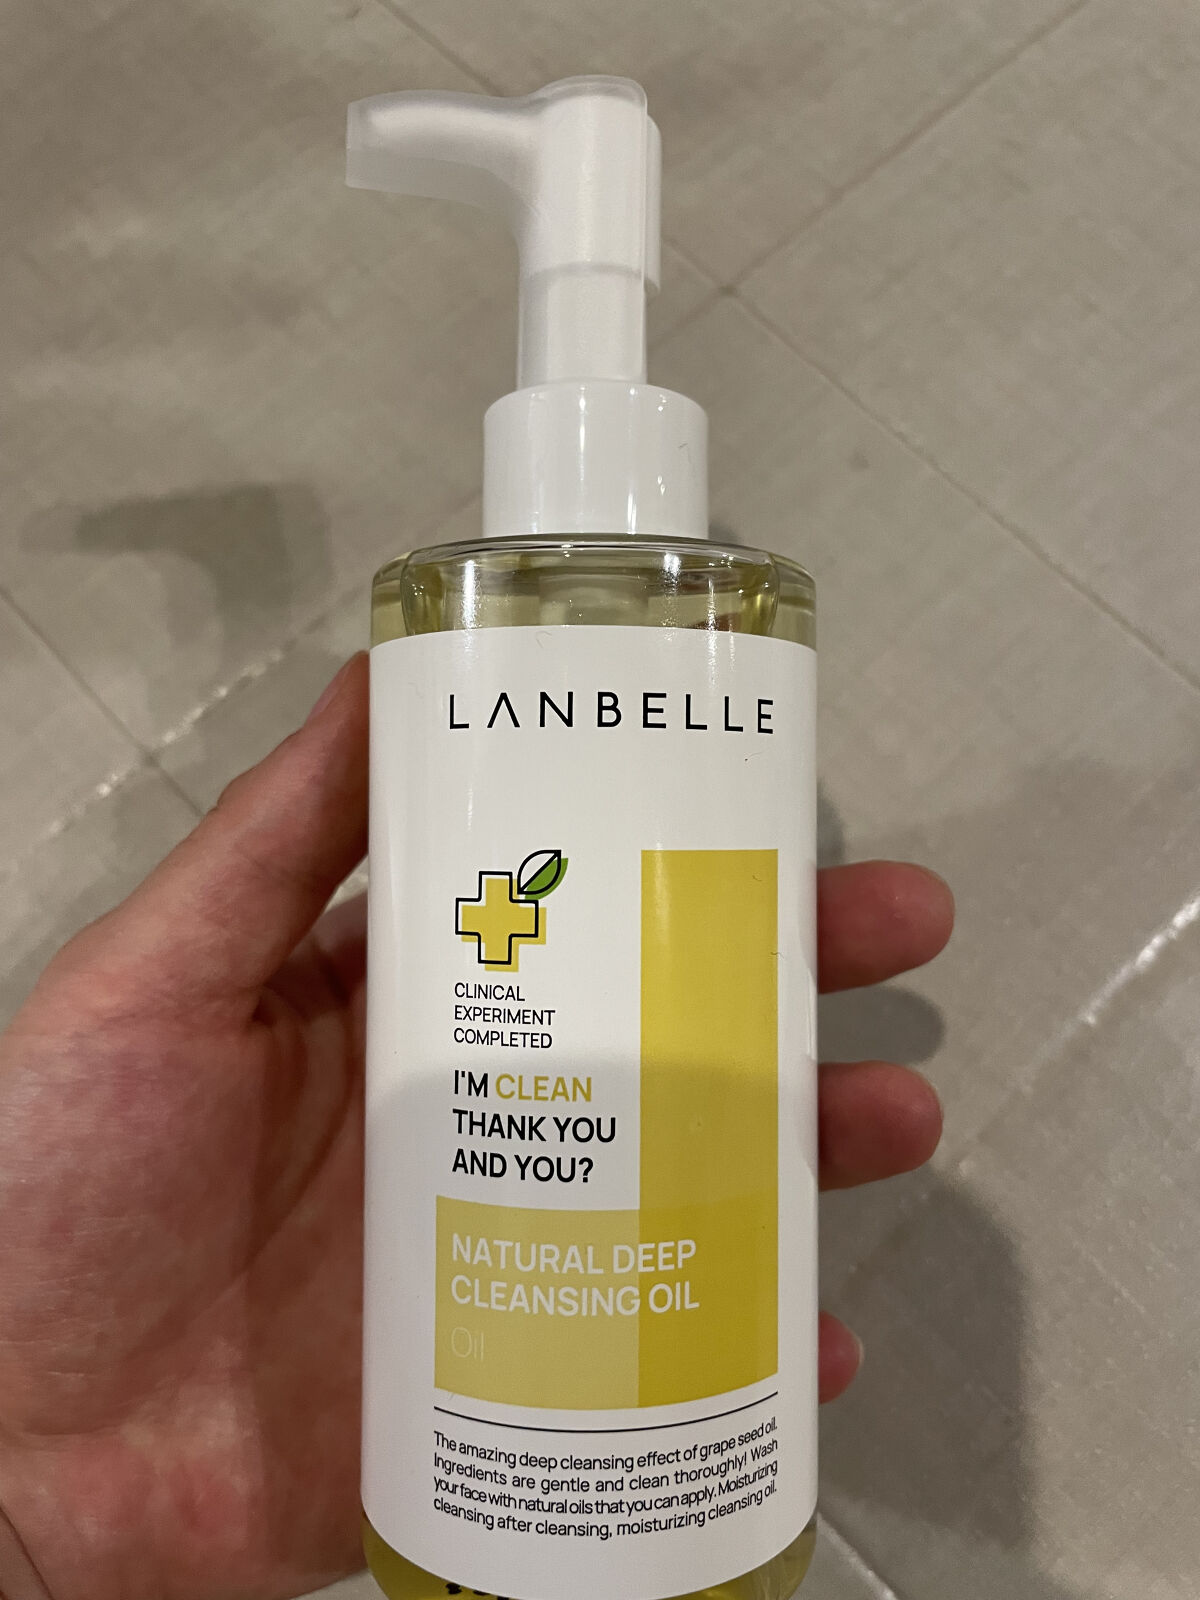 LANBELLE
CLINICAL
EXPERIMENT
COMPLETED
I'M CLEAN
THANK YOU
AND YOU?
NATURAL DEEP
CLEANSING OIL
Oil
The amazing deep cleansing effect of grape seed oil.
Ingredients are gentle and clean thoroughly! Wash
your face with natural oils that you can apply. Moisturizing
cleansing after cleansing, moisturizing cleansing oil.